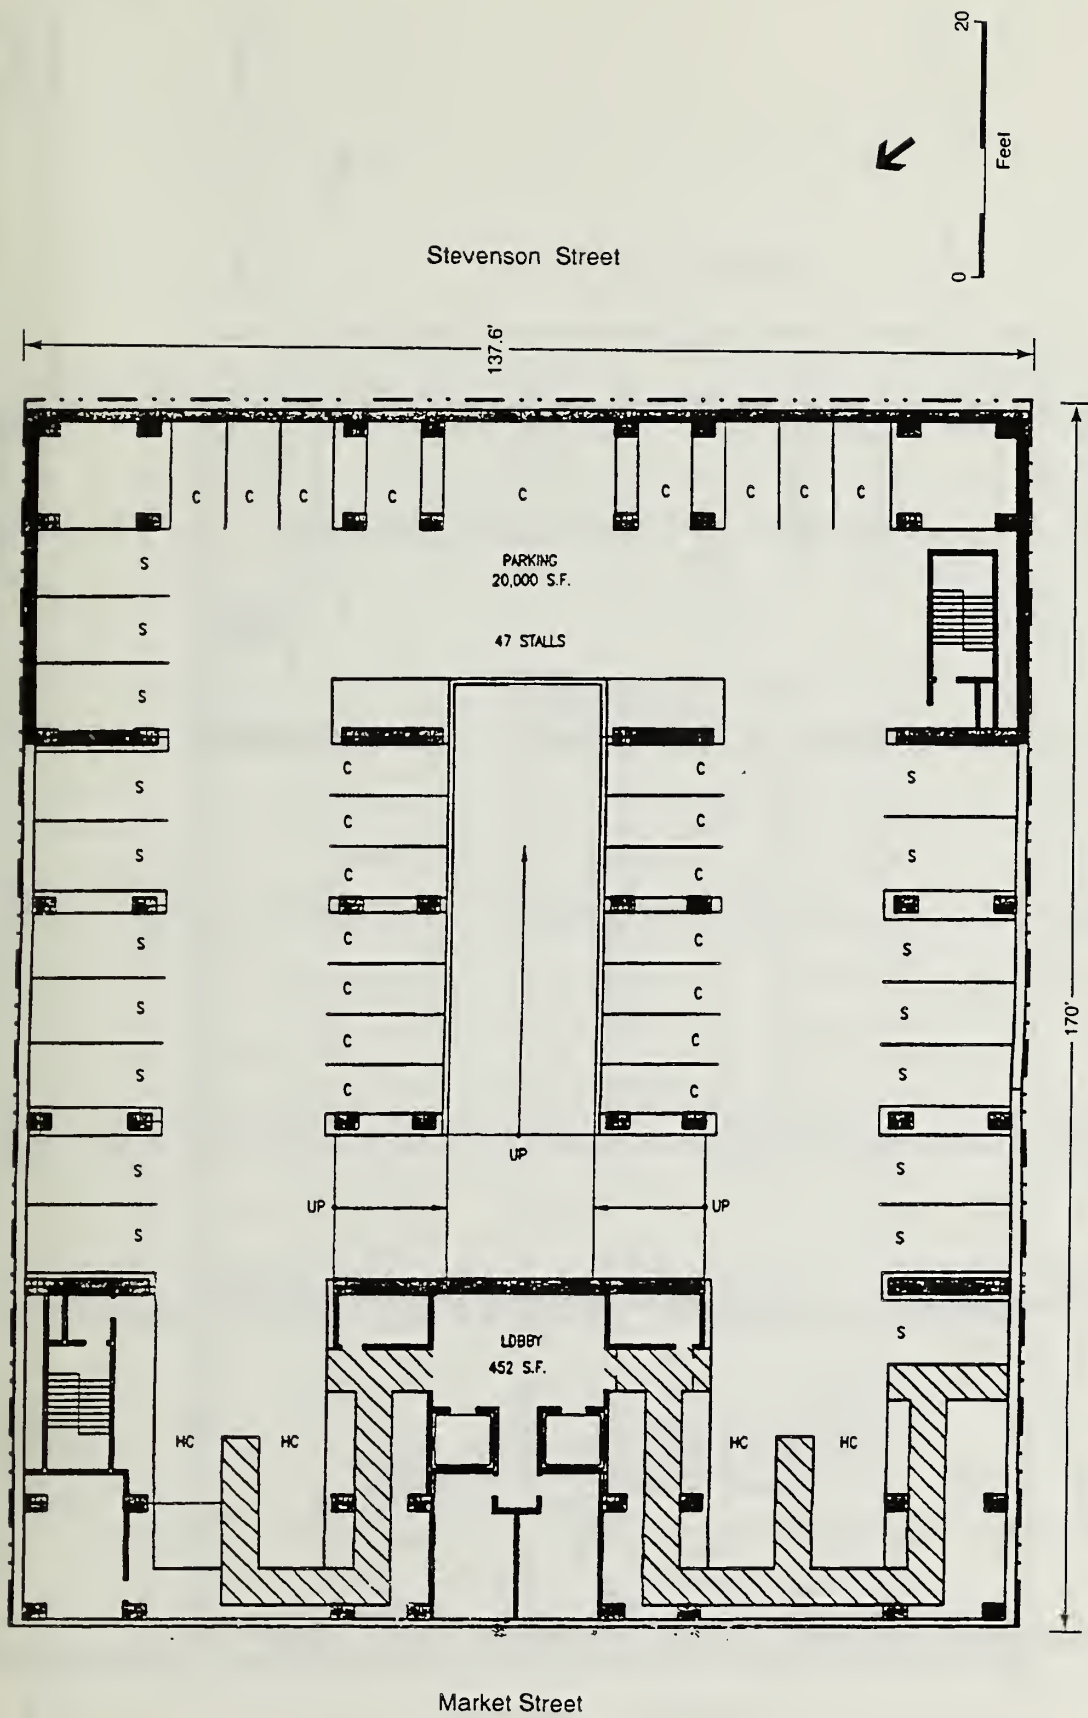 20
Feel
0
Stevenson Street
137.6'
C C C C C C C C C
PARKING
20,000 S.F.
S
47 STALLS
S
S
C C
S S
C C
S S
C C
C C
S S
C C
S S
C C
S S
C C
170'
UP
S S
UP UP
S S
LOBBY
S
452 S.F.
HC HC HC HC
Market Street